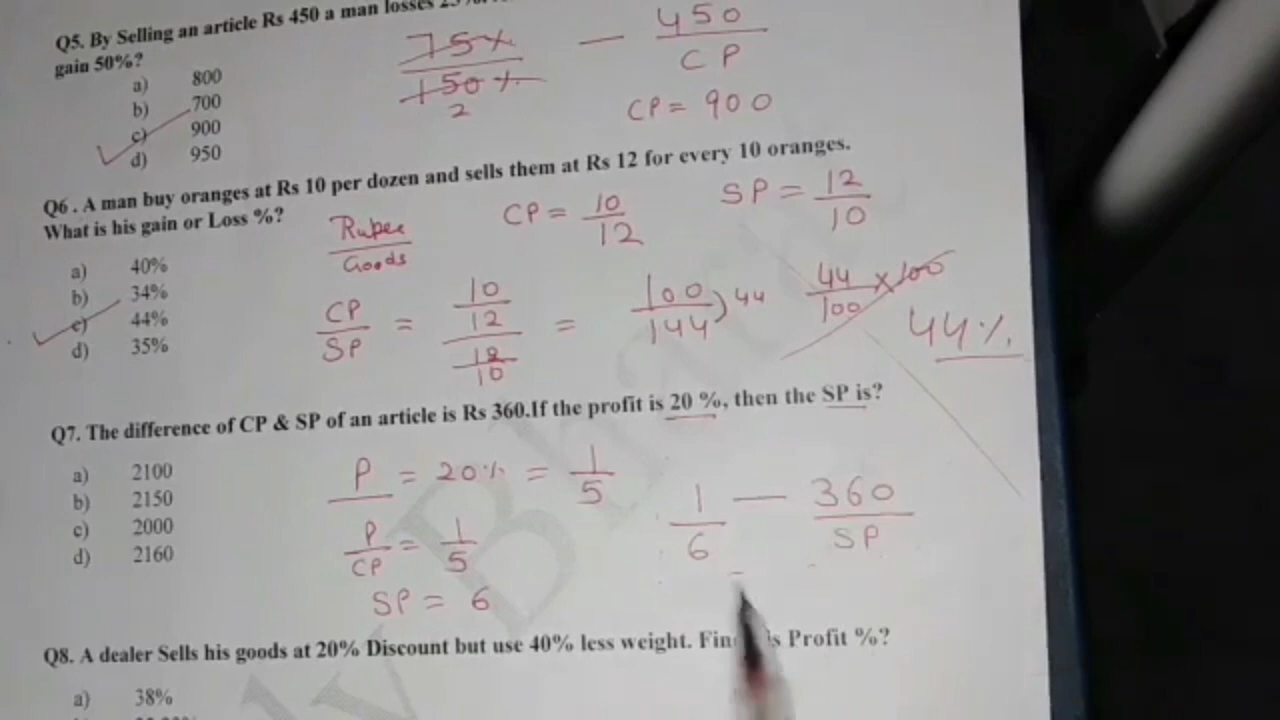 Q5. By Selling an article Rs 450 a man losses
gain 50%?
a) 800
b) 700
c) 900
d) 950
75%
150%
2
— 450
CP
CP = 900
Q6 . A man buy oranges at Rs 10 per dozen and sells them at Rs 12 for every 10 oranges.
What is his gain or Loss %?
a) 40%
b) 34%
c) 44%
d) 35%
Rupee
Goods
CP = 10
12
SP = 12
10
CP
SP
=
10
12
12
10
=
100
144
) 44
44 × 100
100
44%
Q7. The difference of CP & SP of an article is Rs 360.If the profit is 20 %, then the SP is?
a) 2100
b) 2150
c) 2000
d) 2160
P = 20% = 1
5
P
CP
= 1
5
SP = 6
1 — 360
6 SP
Q8. A dealer Sells his goods at 20% Discount but use 40% less weight. Profit %?
a) 38%